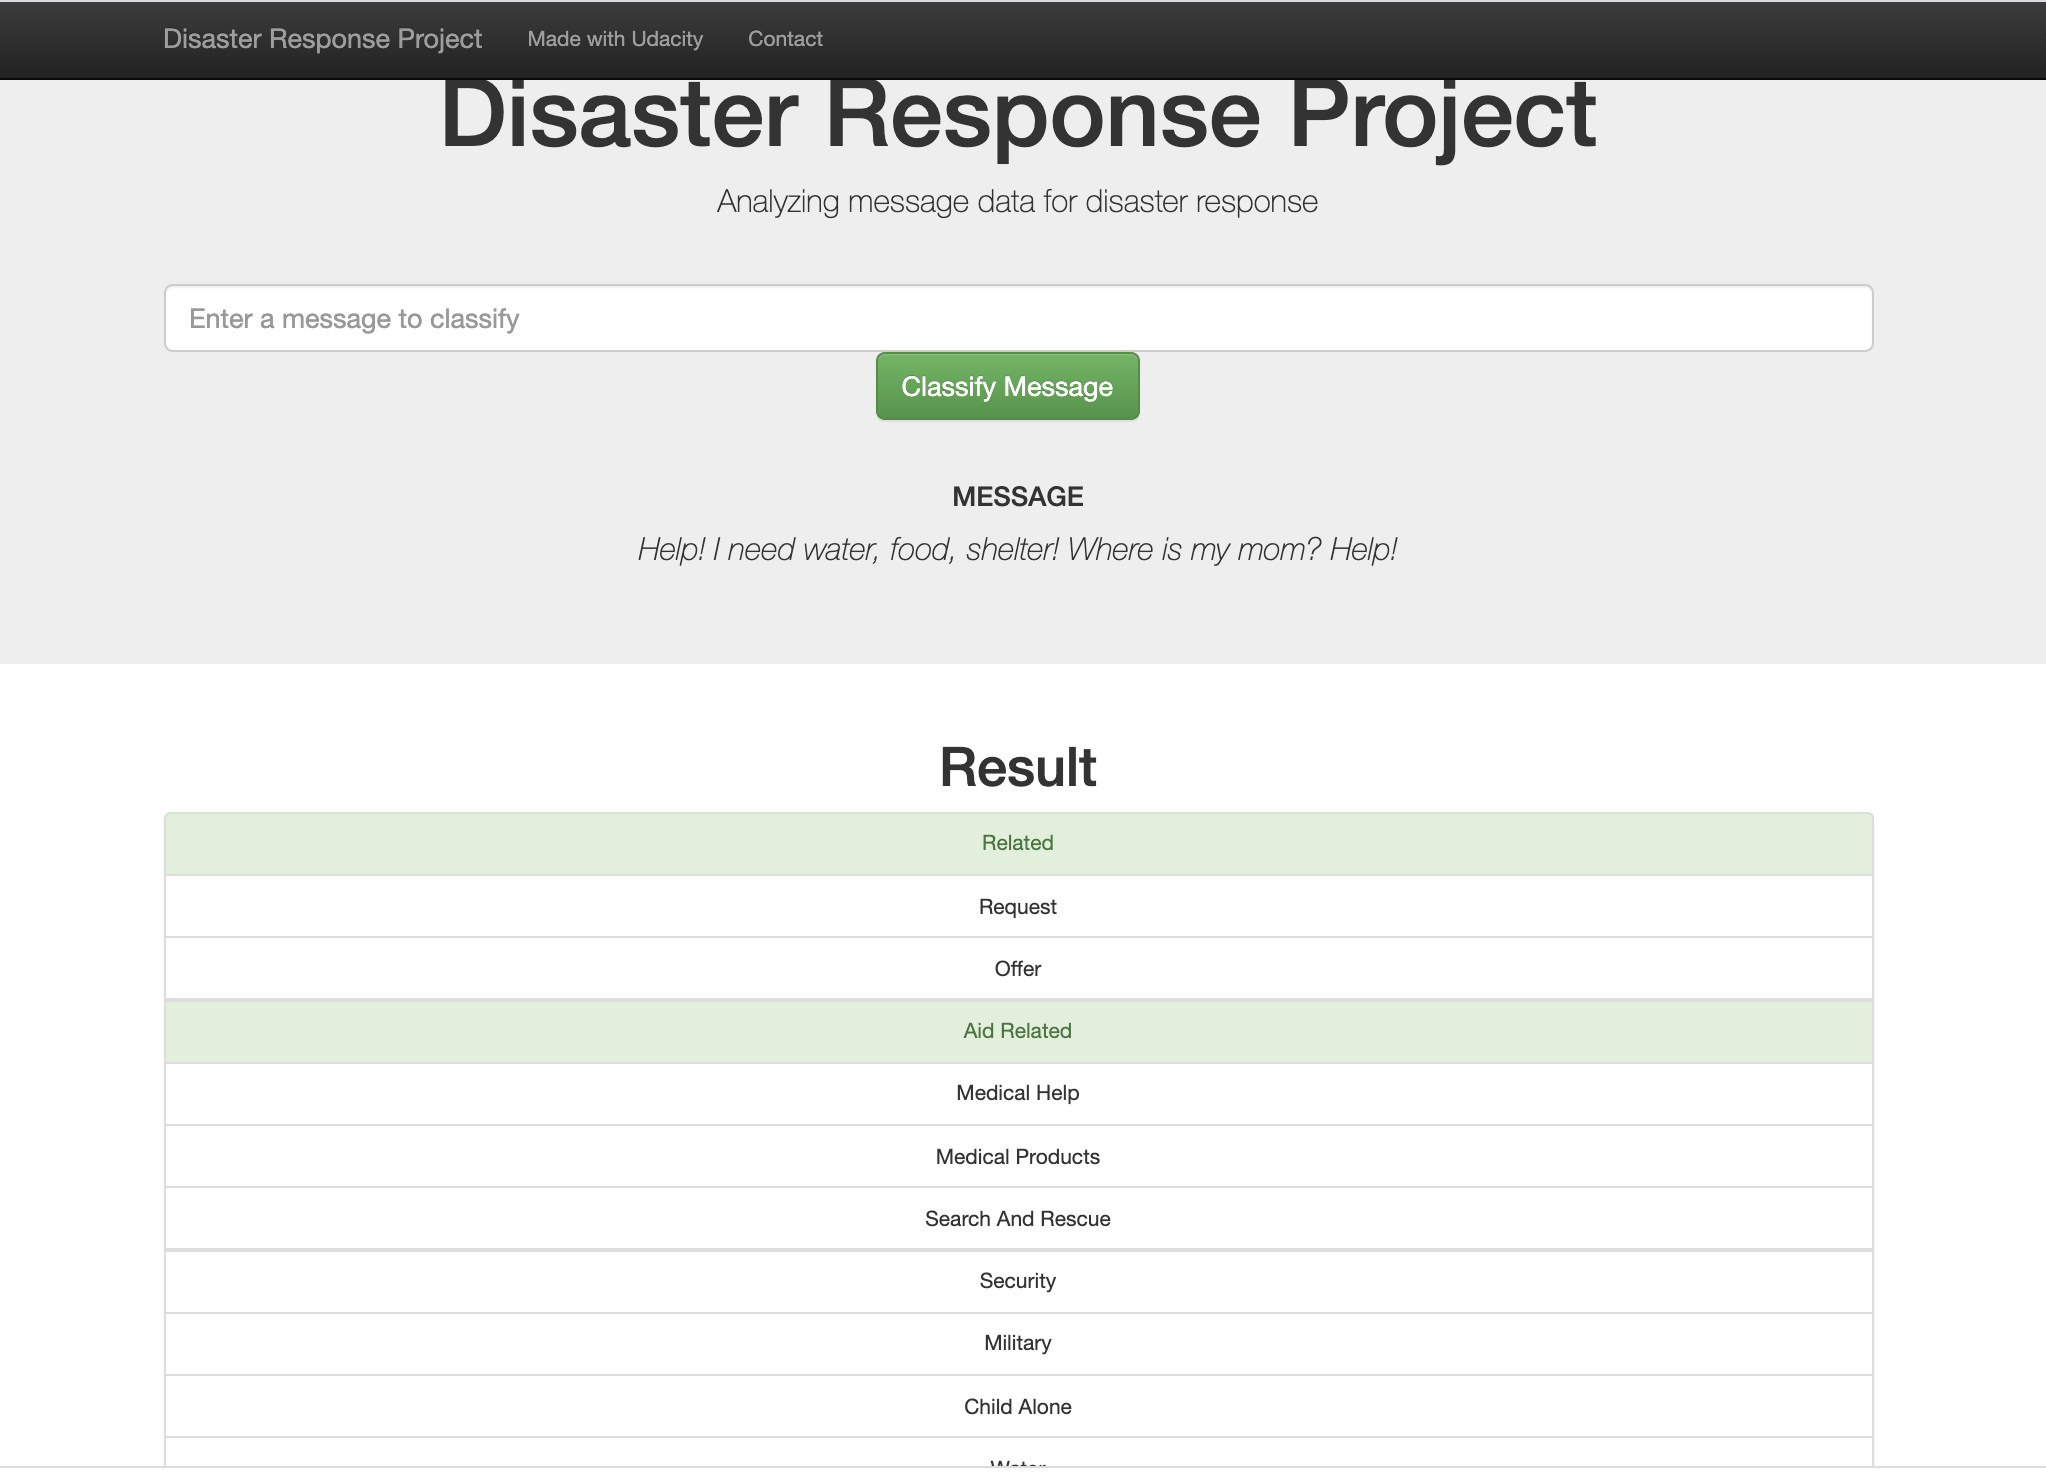 Disaster Response Project Made with Udacity Contact
Disaster Response Project
Analyzing message data for disaster response
Enter a message to classify
Classify Message
MESSAGE
Help! I need water, food, shelter! Where is my mom? Help!
Result
Related
Request
Offer
Aid Related
Medical Help
Medical Products
Search And Rescue
Security
Military
Child Alone
Water